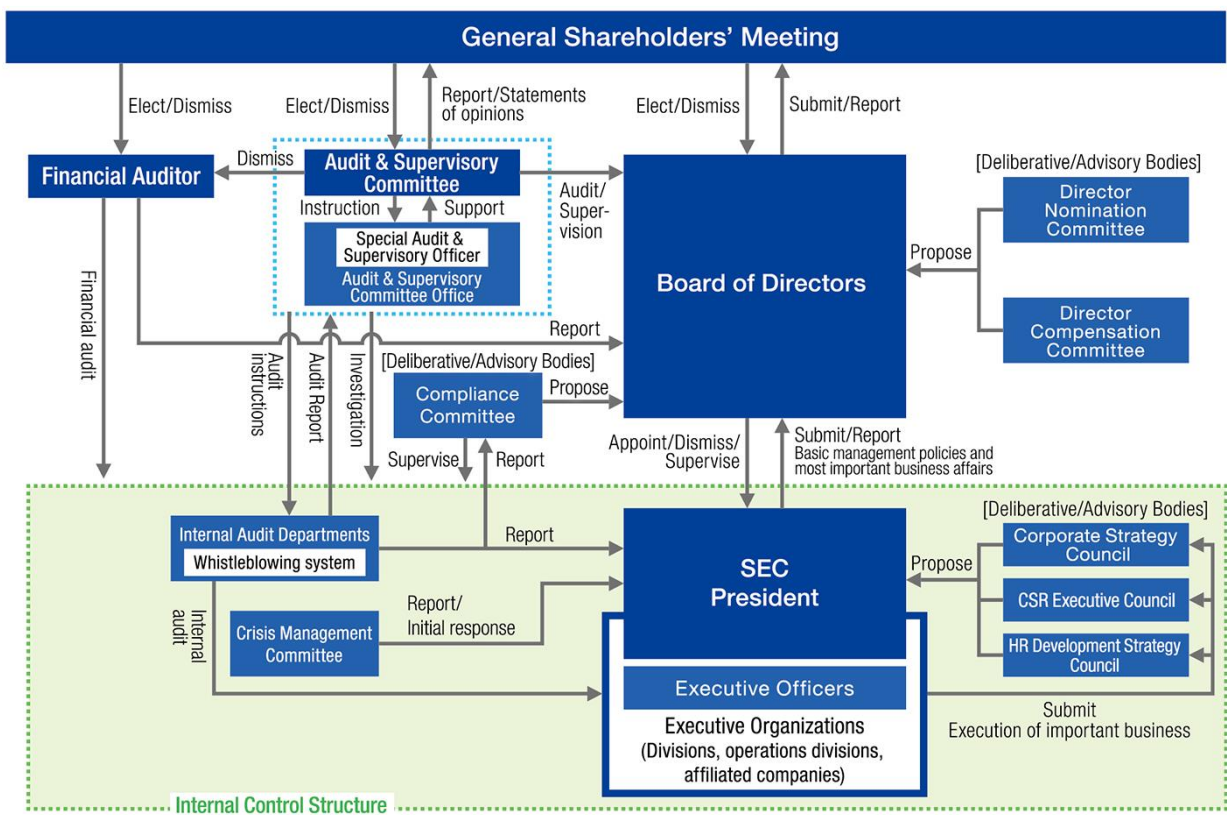 General Shareholders' Meeting
Elect/Dismiss
Elect/Dismiss
Report/Statements
of opinions
Elect/Dismiss
Submit/Report
Financial Auditor
Dismiss
Audit & Supervisory
Committee
Audit/
Super-
vision
Instruction
Support
Special Audit &
Supervisory Officer
Audit & Supervisory
Committee Office
Board of Directors
[Deliberative/Advisory Bodies]
Director
Nomination
Committee
Propose
Director
Compensation
Committee
Financial audit
Report
Audit
instructions
Audit Report
Investigation
[Deliberative/Advisory Bodies]
Compliance
Committee
Propose
Supervise
Report
Appoint/Dismiss/
Supervise
Submit/Report
Basic management policies and
most important business affairs
Internal Audit Departments
Whistleblowing system
Report
SEC
President
[Deliberative/Advisory Bodies]
Corporate Strategy
Council
Propose
CSR Executive Council
HR Development Strategy
Council
Internal
audit
Crisis Management
Committee
Report/
Initial response
Executive Officers
Executive Organizations
(Divisions, operations divisions,
affiliated companies)
Submit
Execution of important business
Internal Control Structure